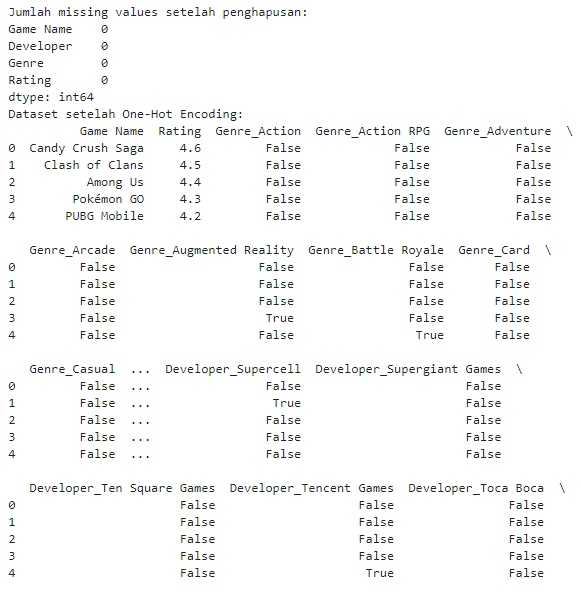 Jumlah missing values setelah penghapusan:
Game Name    0
Developer    0
Genre        0
Rating       0
dtype: int64
Dataset setelah One-Hot Encoding:
          Game Name  Rating  Genre_Action  Genre_Action RPG  Genre_Adventure  \
0  Candy Crush Saga     4.6         False             False            False
1    Clash of Clans     4.5         False             False            False
2          Among Us     4.4         False             False            False
3        Pokémon GO     4.3         False             False            False
4       PUBG Mobile     4.2         False             False            False
   Genre_Arcade  Genre_Augmented Reality  Genre_Battle Royale  Genre_Card  \
0         False                    False                False       False
1         False                    False                False       False
2         False                    False                False       False
3         False                     True                False       False
4         False                    False                 True       False
   Genre_Casual  ...  Developer_Supercell  Developer_Supergiant Games  \
0         False  ...                False                       False
1         False  ...                 True                       False
2         False  ...                False                       False
3         False  ...                False                       False
4         False  ...                False                       False
   Developer_Ten Square Games  Developer_Tencent Games  Developer_Toca Boca  \
0                       False                    False                False
1                       False                    False                False
2                       False                    False                False
3                       False                    False                False
4                       False                     True                False